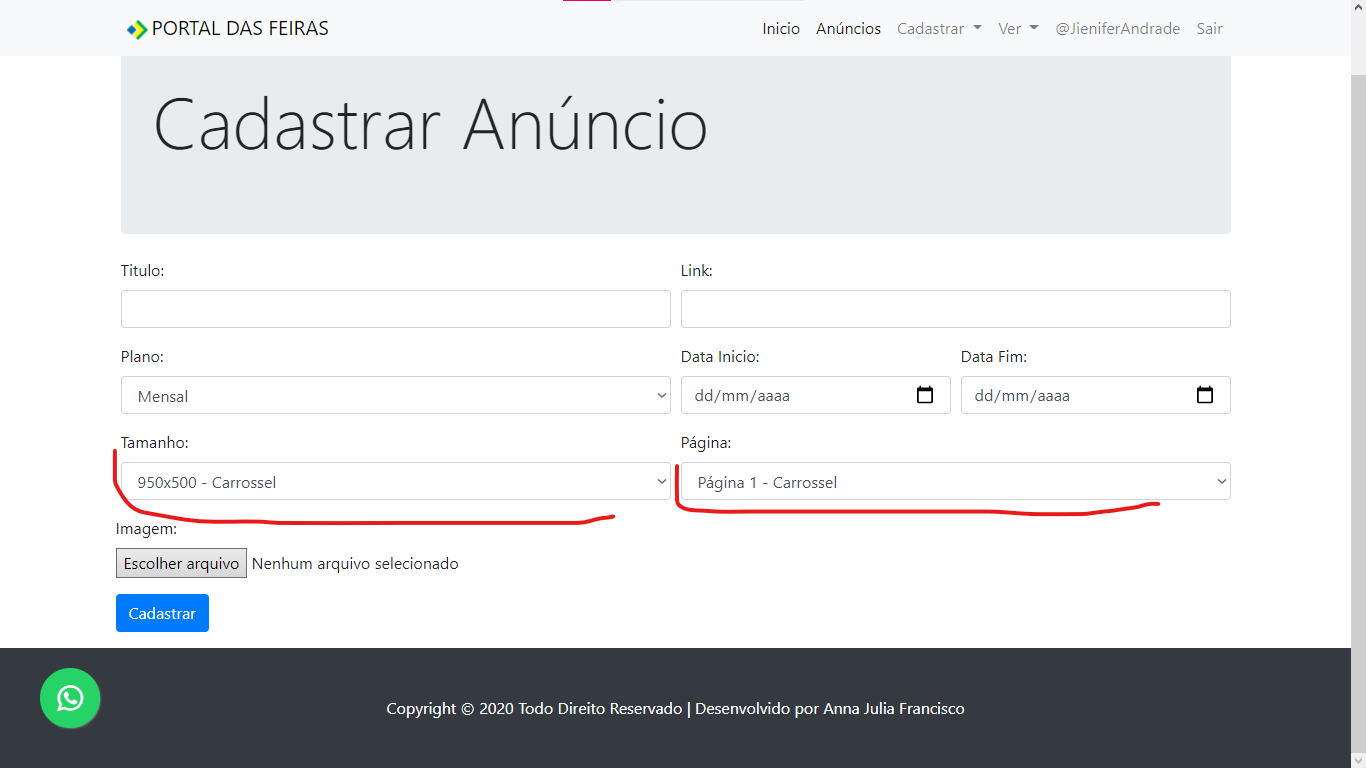 PORTAL DAS FEIRAS Inicio Anúncios Cadastrar Ver @JieniferAndrade Sair
Cadastrar Anúncio
Titulo: Link:
Plano: Data Inicio: Data Fim:
Mensal dd/mm/aaaa dd/mm/aaaa
Tamanho: Página:
950x500 - Carrossel Página 1 - Carrossel
Imagem:
Escolher arquivo Nenhum arquivo selecionado
Cadastrar
Copyright © 2020 Todo Direito Reservado | Desenvolvido por Anna Julia Francisco